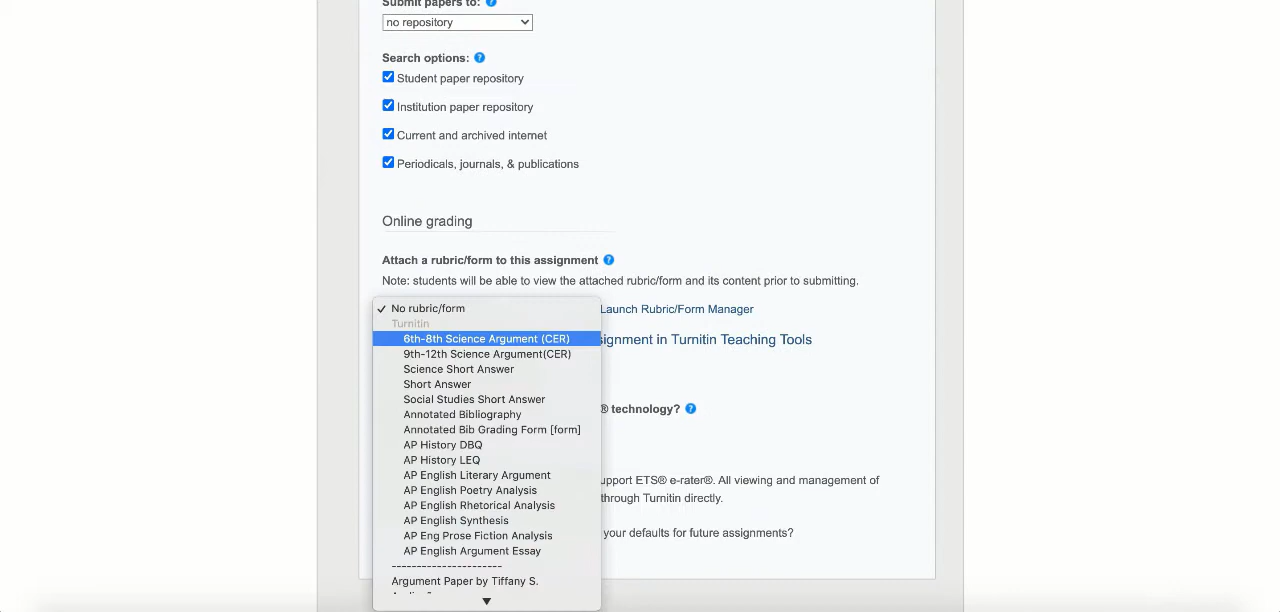 Submit papers to:
no repository
Search options:
Student paper repository
Institution paper repository
Current and archived internet
Periodicals, journals, & publications
Online grading
Attach a rubric/form to this assignment
Note: students will be able to view the attached rubric/form and its content prior to submitting.
No rubric/form
Launch Rubric/Form Manager
Turnitin
6th-8th Science Argument (CER)
signment in Turnitin Teaching Tools
9th-12th Science Argument(CER)
Science Short Answer
Short Answer
Social Studies Short Answer
® technology?
Annotated Bibliography
Annotated Bib Grading Form [form]
AP History DBQ
AP History LEQ
AP English Literary Argument
upport ETS® e-rater®. All viewing and management of
AP English Poetry Analysis
through Turnitin directly.
AP English Rhetorical Analysis
AP English Synthesis
AP Eng Prose Fiction Analysis
your defaults for future assignments?
AP English Argument Essay
----------------------
Argument Paper by Tiffany S.